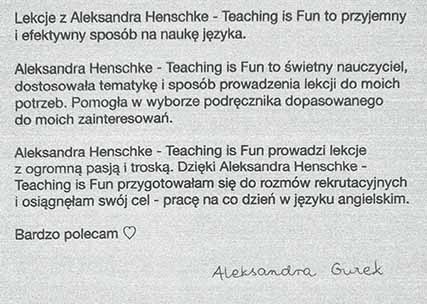 Lekcje z Aleksandra Henschke - Teaching is Fun to przyjemny
i efektywny sposób na naukę języka.
Aleksandra Henschke - Teaching is Fun to świetny nauczyciel,
dostosowała tematykę i sposób prowadzenia lekcji do moich
potrzeb. Pomogła w wyborze podręcznika dopasowanego
do moich zainteresowań.
Aleksandra Henschke - Teaching is Fun prowadzi lekcje
z ogromną pasją i troską. Dzięki Aleksandra Henschke -
Teaching is Fun przygotowałam się do rozmów rekrutacyjnych
i osiągnęłam swój cel - pracę na co dzień w języku angielskim.
Bardzo polecam ♡
Aleksandra Gurek